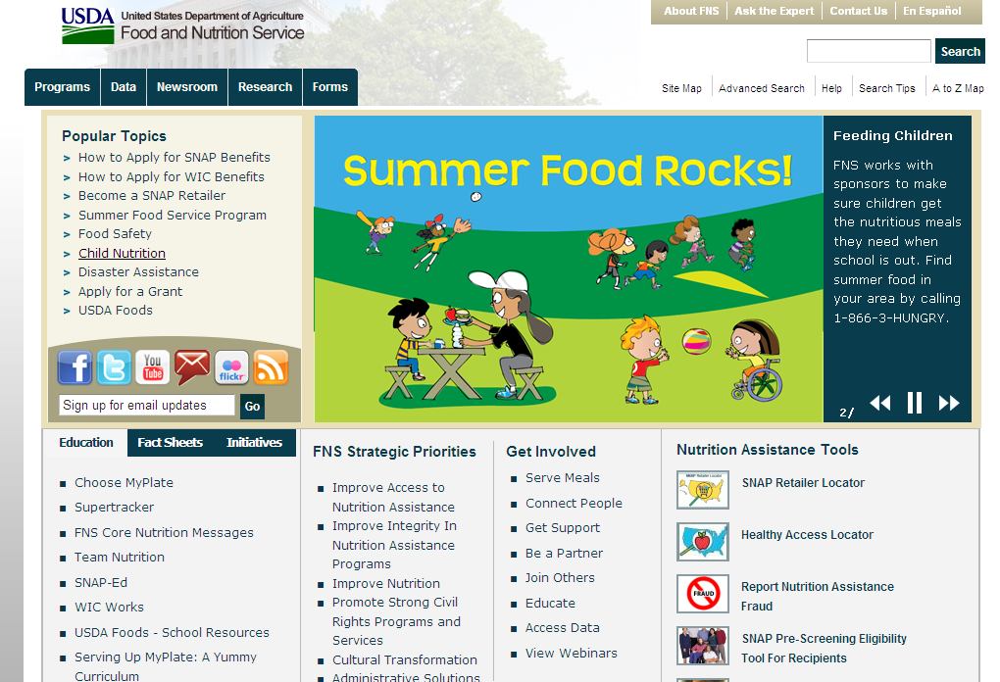 USDA
United States Department of Agriculture
Food and Nutrition Service
About FNS
Ask the Expert
Contact Us
En Español
Search
Programs
Data
Newsroom
Research
Forms
Site Map
Advanced Search
Help
Search Tips
A to Z Map
Popular Topics
> How to Apply for SNAP Benefits
> How to Apply for WIC Benefits
> Become a SNAP Retailer
> Summer Food Service Program
> Food Safety
> Child Nutrition
> Disaster Assistance
> Apply for a Grant
> USDA Foods
You
Tube
flickr
Sign up for email updates
Go
Summer Food Rocks!
Feeding Children
FNS works with
sponsors to make
sure children get
the nutritious meals
they need when
school is out. Find
summer food in
your area by calling
1-866-3-HUNGRY.
2/
Education
Fact Sheets
Initiatives
Choose MyPlate
Supertracker
FNS Core Nutrition Messages
Team Nutrition
SNAP-Ed
WIC Works
USDA Foods - School Resources
Serving Up MyPlate: A Yummy
Curriculum
FNS Strategic Priorities
Improve Access to
Nutrition Assistance
Improve Integrity In
Nutrition Assistance
Programs
Improve Nutrition
Promote Strong Civil
Rights Programs and
Services
Cultural Transformation
Administrative Solutions
Get Involved
Serve Meals
Connect People
Get Support
Be a Partner
Join Others
Educate
Access Data
View Webinars
Nutrition Assistance Tools
SNAP Retailer Locator
SNAP Retailer Locator
Healthy Access Locator
FRAUD
Report Nutrition Assistance
Fraud
SNAP Pre-Screening Eligibility
Tool For Recipients